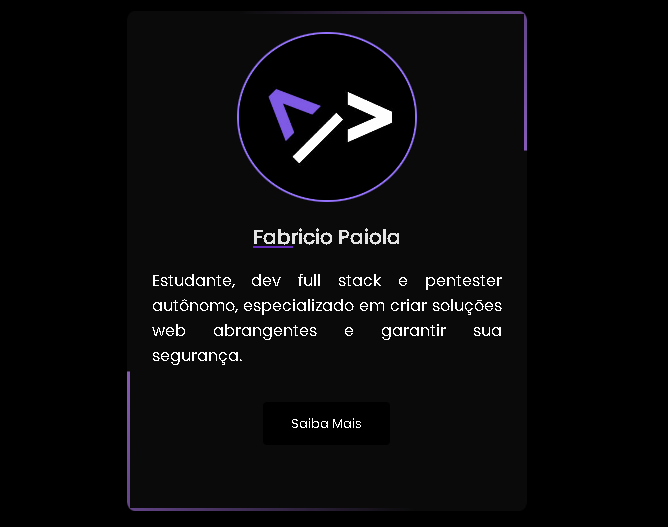 Fabricio Paiola
Estudante, dev full stack e pentester
autônomo, especializado em criar soluções
web abrangentes e garantir sua
segurança.
Saiba Mais